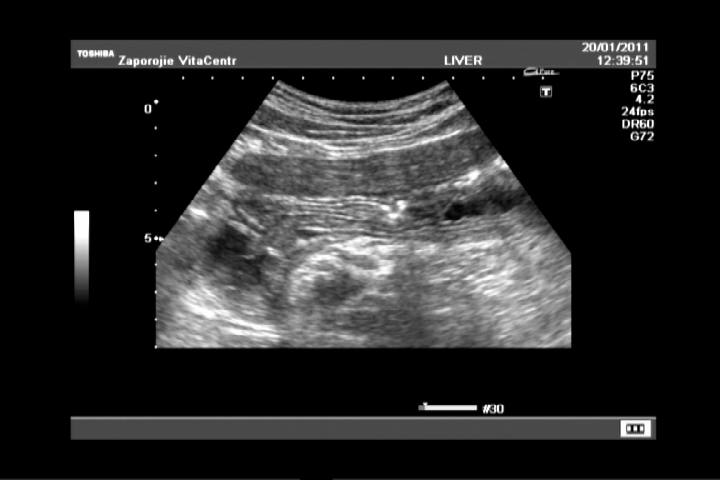 TOSHIBA Zaporojie VitaCentr LIVER 20/01/2011
12:39:51
T
P75
6C3
4.2
24fps
DR60
G72
0
5
#30